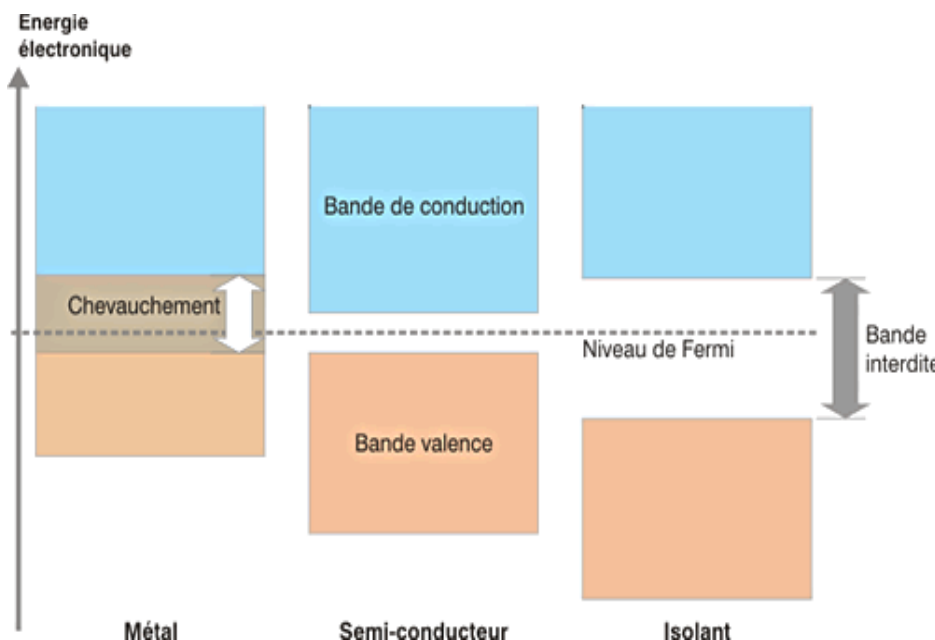 Energie
électronique
Bande de conduction
Chevauchement
Niveau de Fermi
Bande
interdite
Bande valence
Métal
Semi-conducteur
Isolant